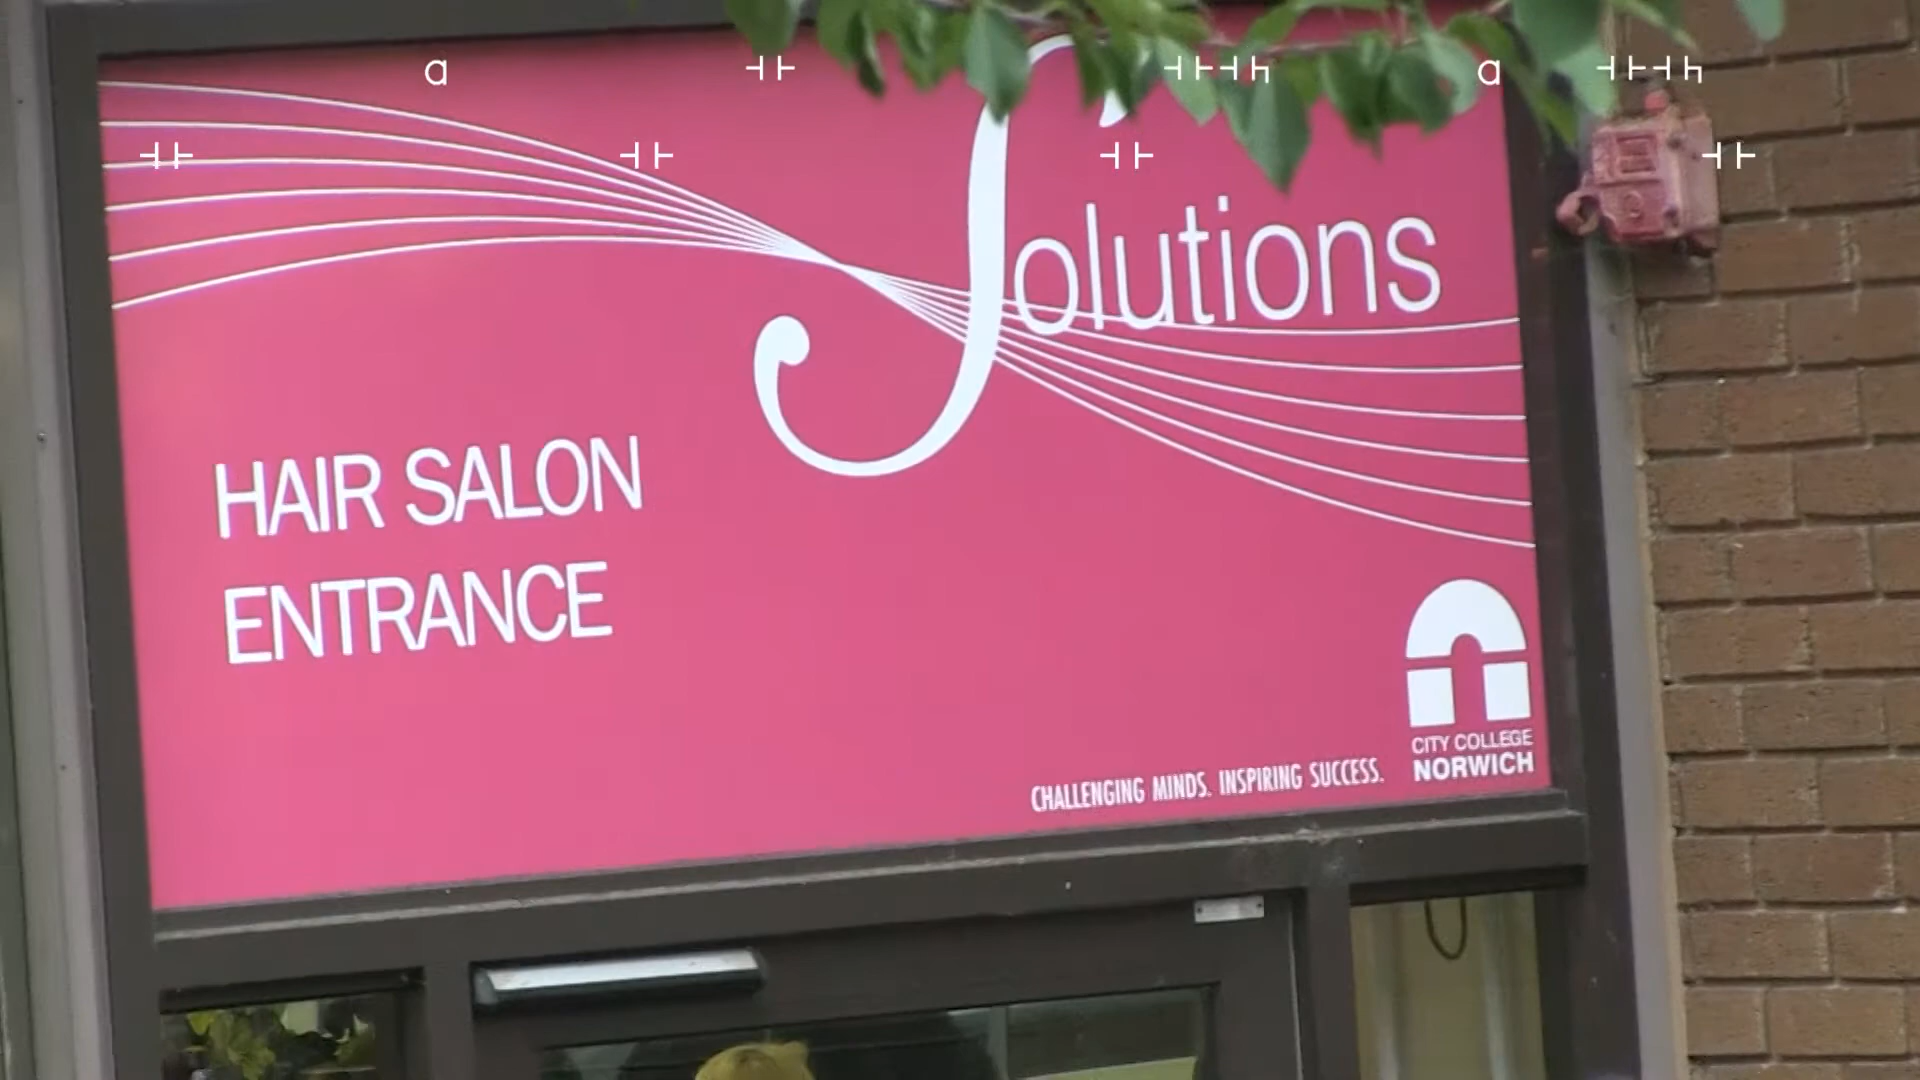 Solutions
HAIR SALON
ENTRANCE
CITY COLLEGE
NORWICH
CHALLENGING MINDS. INSPIRING SUCCESS.